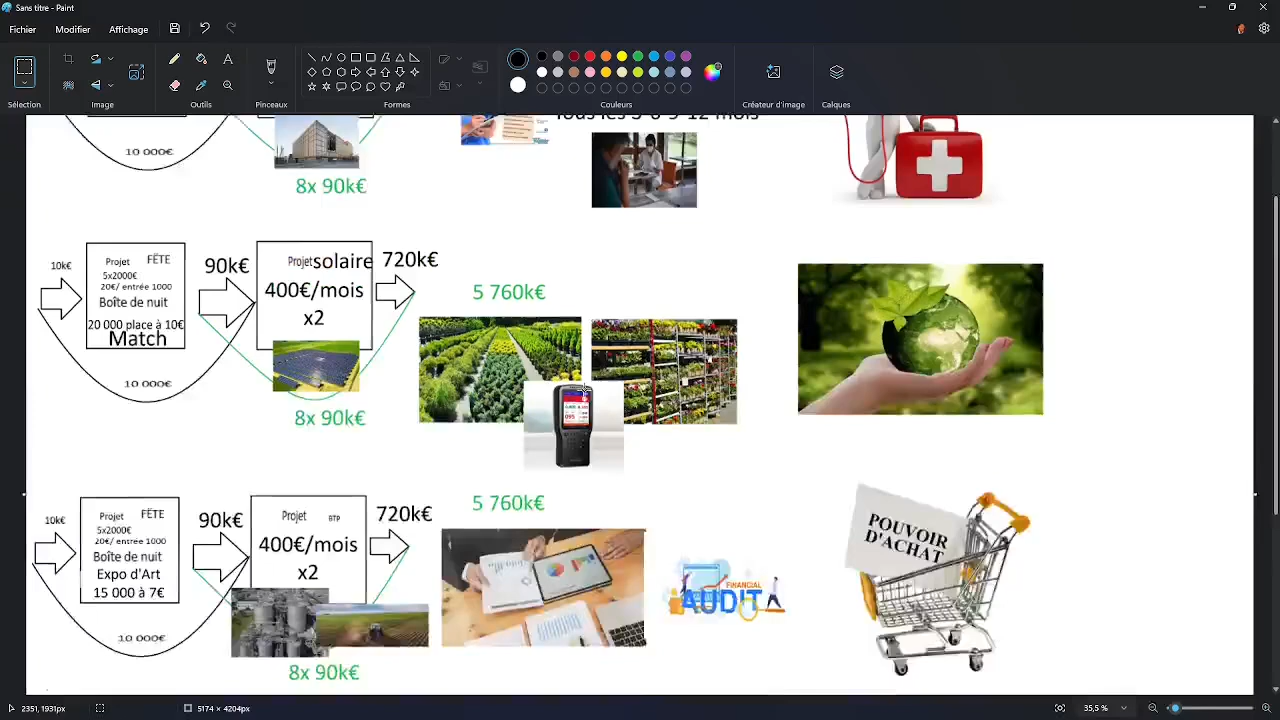 Sans titre - Paint
Fichier Modifier Affichage
Sélection Image Outils Pinceaux Formes Couleurs Créateur d'image Calques
10 000€
8x 90k€
10k€
Projet FËTE
5x2000€
20€/ entrée 1000
Boîte de nuit
20 000 place à 10€
Match
10 000€
90k€
Projet solaire
400€/mois
x2
8x 90k€
720k€
5 760k€
10k€
Projet FËTE
5x2000€
20€/ entrée 1000
Boîte de nuit
Expo d'Art
15 000 à 7€
10 000€
90k€
Projet BTP
400€/mois
x2
8x 90k€
720k€
5 760k€
FINANCIAL
AUDIT
POUVOIR
D'ACHAT
2351,1931px
5174 × 4204px
35,5 %